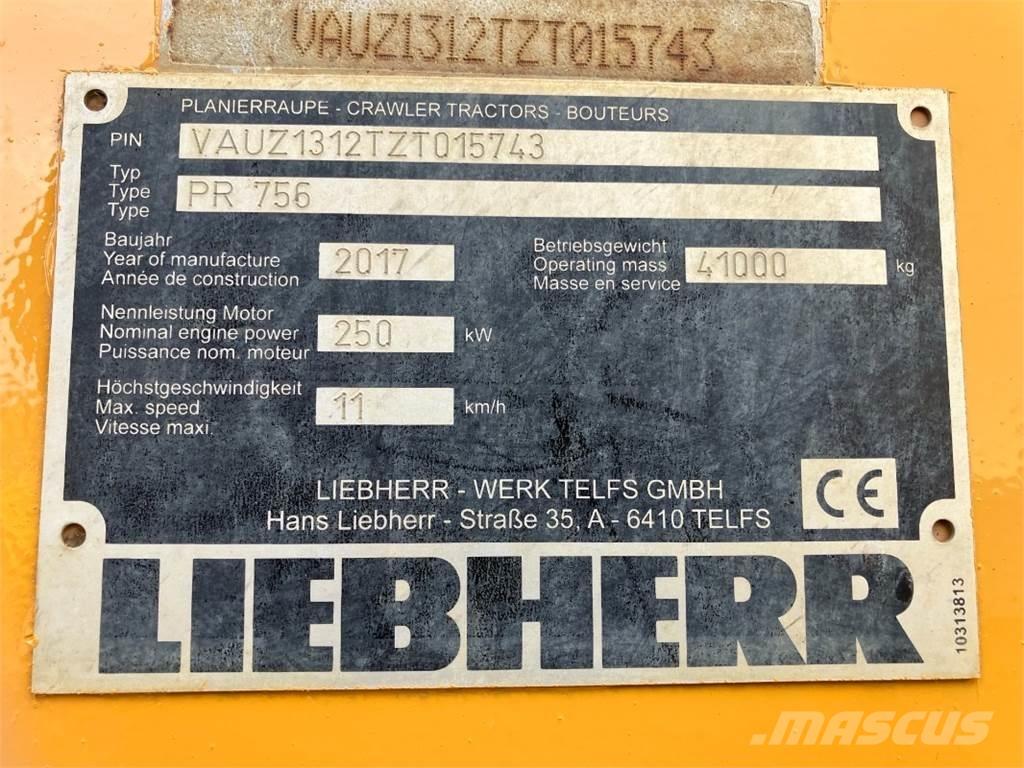 VAUZ1312TZT015743
PLANIERRAUPE - CRAWLER TRACTORS - BOUTEURS
PIN VAUZ1312TZT015743
Typ
Type PR 756
Type
Baujahr
Year of manufacture 2017
Année de construction
Betriebsgewicht
Operating mass 41000 kg
Masse en service
Nennleistung Motor
Nominal engine power 250 kW
Puissance nom. moteur
Höchstgeschwindigkeit
Max. speed 11 km/h
Vitesse maxi.
LIEBHERR - WERK TELFS GMBH
Hans Liebherr - Straße 35, A - 6410 TELFS
CE
LIEBHERR
10313813
MASCUS